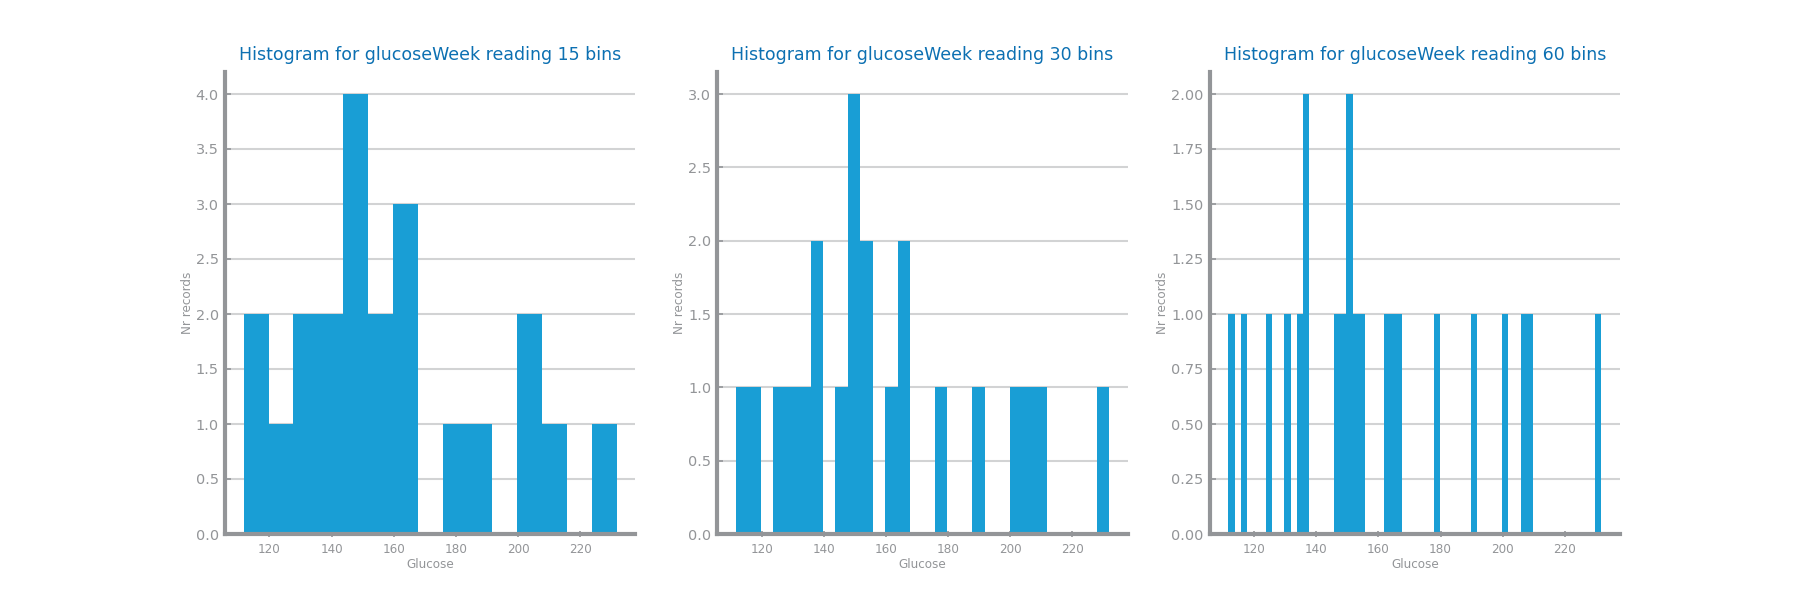 Histogram for glucoseWeek reading 15 bins
4.0
3.5
3.0
2.5
2.0
1.5
1.0
0.5
0.0
Nr records
120 140 160 180 200 220
Glucose
Histogram for glucoseWeek reading 30 bins
3.0
2.5
2.0
1.5
1.0
0.5
0.0
Nr records
120 140 160 180 200 220
Glucose
Histogram for glucoseWeek reading 60 bins
2.00
1.75
1.50
1.25
1.00
0.75
0.50
0.25
0.00
Nr records
120 140 160 180 200 220
Glucose